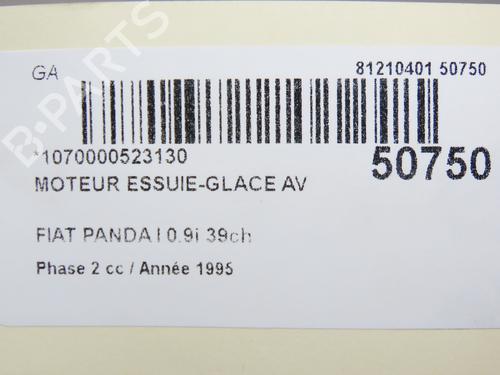 GA
81210401 50750
*1070000523130
50750
MOTEUR ESSUIE-GLACE AV
FIAT PANDA I 0.9i 39ch
Phase 2 cc / Année 1995
B-PARTS